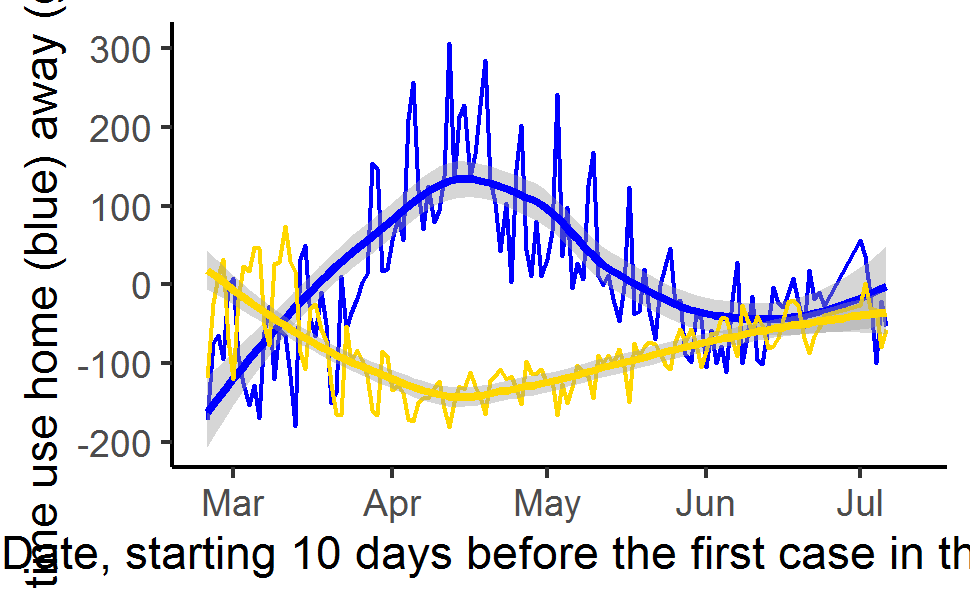 time use home (blue) away (
300
200
100
0
-100
-200
Mar Apr May Jun Jul
Date, starting 10 days before the first case in th